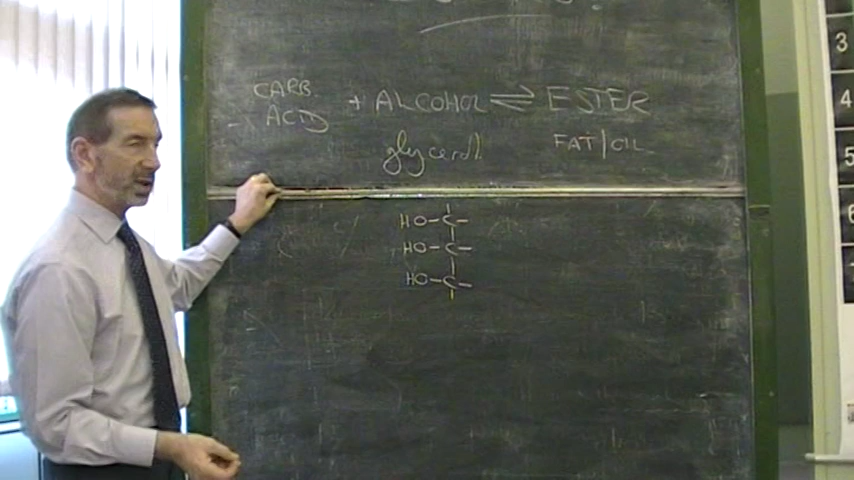 CARB
ACID + ALCOHOL ⇌ ESTER
glycerol FAT/OIL
HO-C-
HO-C-
HO-C-
3
4
5
6